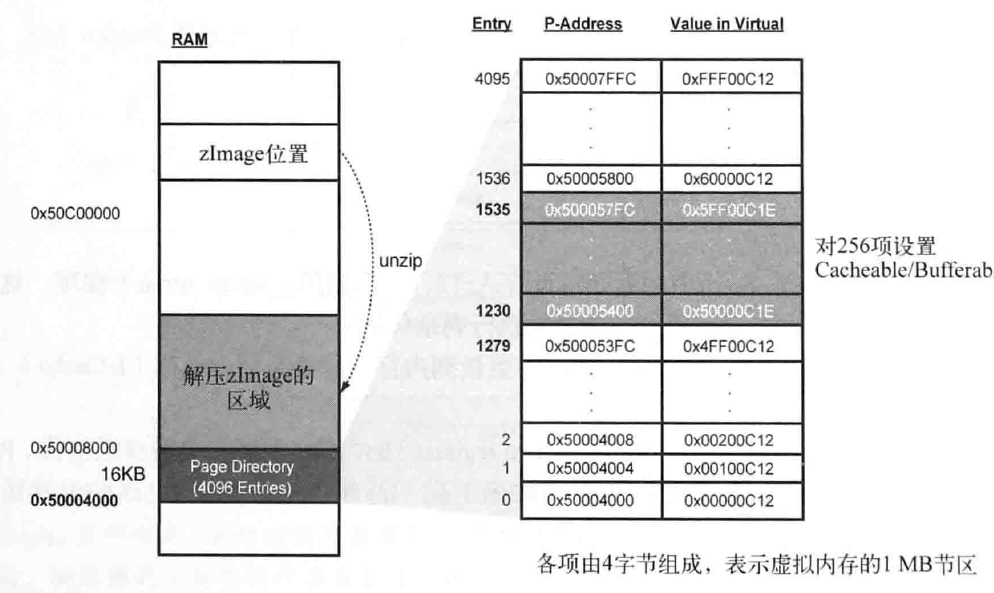 RAM
zImage位置
0x50C00000
unzip
解压zImage的
区域
0x50008000
16KB
Page Directory
(4096 Entries)
0x50004000
Entry P-Address Value in Virtual
4095 0x50007FFC 0xFFF00C12
1536 0x50005800 0x60000C12
1535 0x500057FC 0x5FF00C1E
对256项设置
Cacheable/Bufferab
1230 0x50005400 0x50000C1E
1279 0x500053FC 0x4FF00C12
2 0x50004008 0x00200C12
1 0x50004004 0x00100C12
0 0x50004000 0x00000C12
各项由4字节组成，表示虚拟内存的1 MB节区